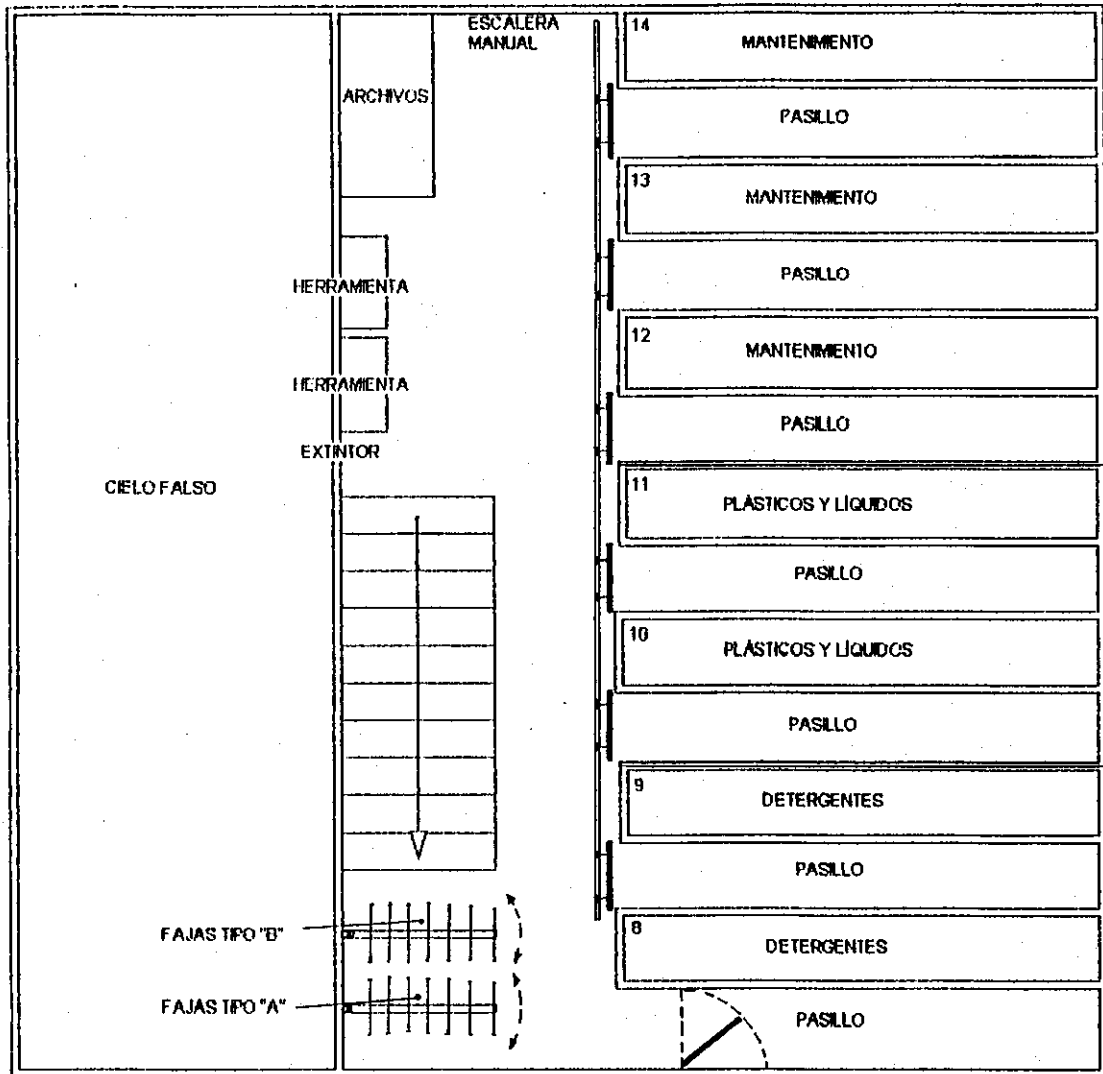 ESCALERA
MANUAL
ARCHIVOS
HERRAMIENTA
HERRAMIENTA
EXTINTOR
CIELO FALSO
FAJAS TIPO "B"
FAJAS TIPO "A"
14
MANTENIMIENTO
PASILLO
13
MANTENIMIENTO
PASILLO
12
MANTENIMIENTO
PASILLO
11
PLÁSTICOS Y LÍQUIDOS
PASILLO
10
PLÁSTICOS Y LÍQUIDOS
PASILLO
9
DETERGENTES
PASILLO
8
DETERGENTES
PASILLO